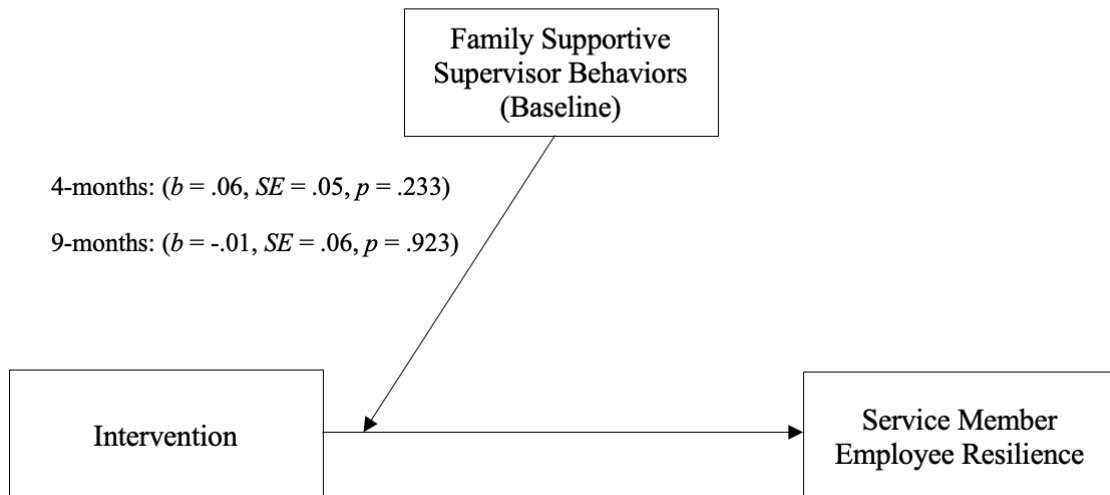 Family Supportive
Supervisor Behaviors
(Baseline)
4-months: (b = .06, SE = .05, p = .233)
9-months: (b = -.01, SE = .06, p = .923)
Intervention
Service Member
Employee Resilience